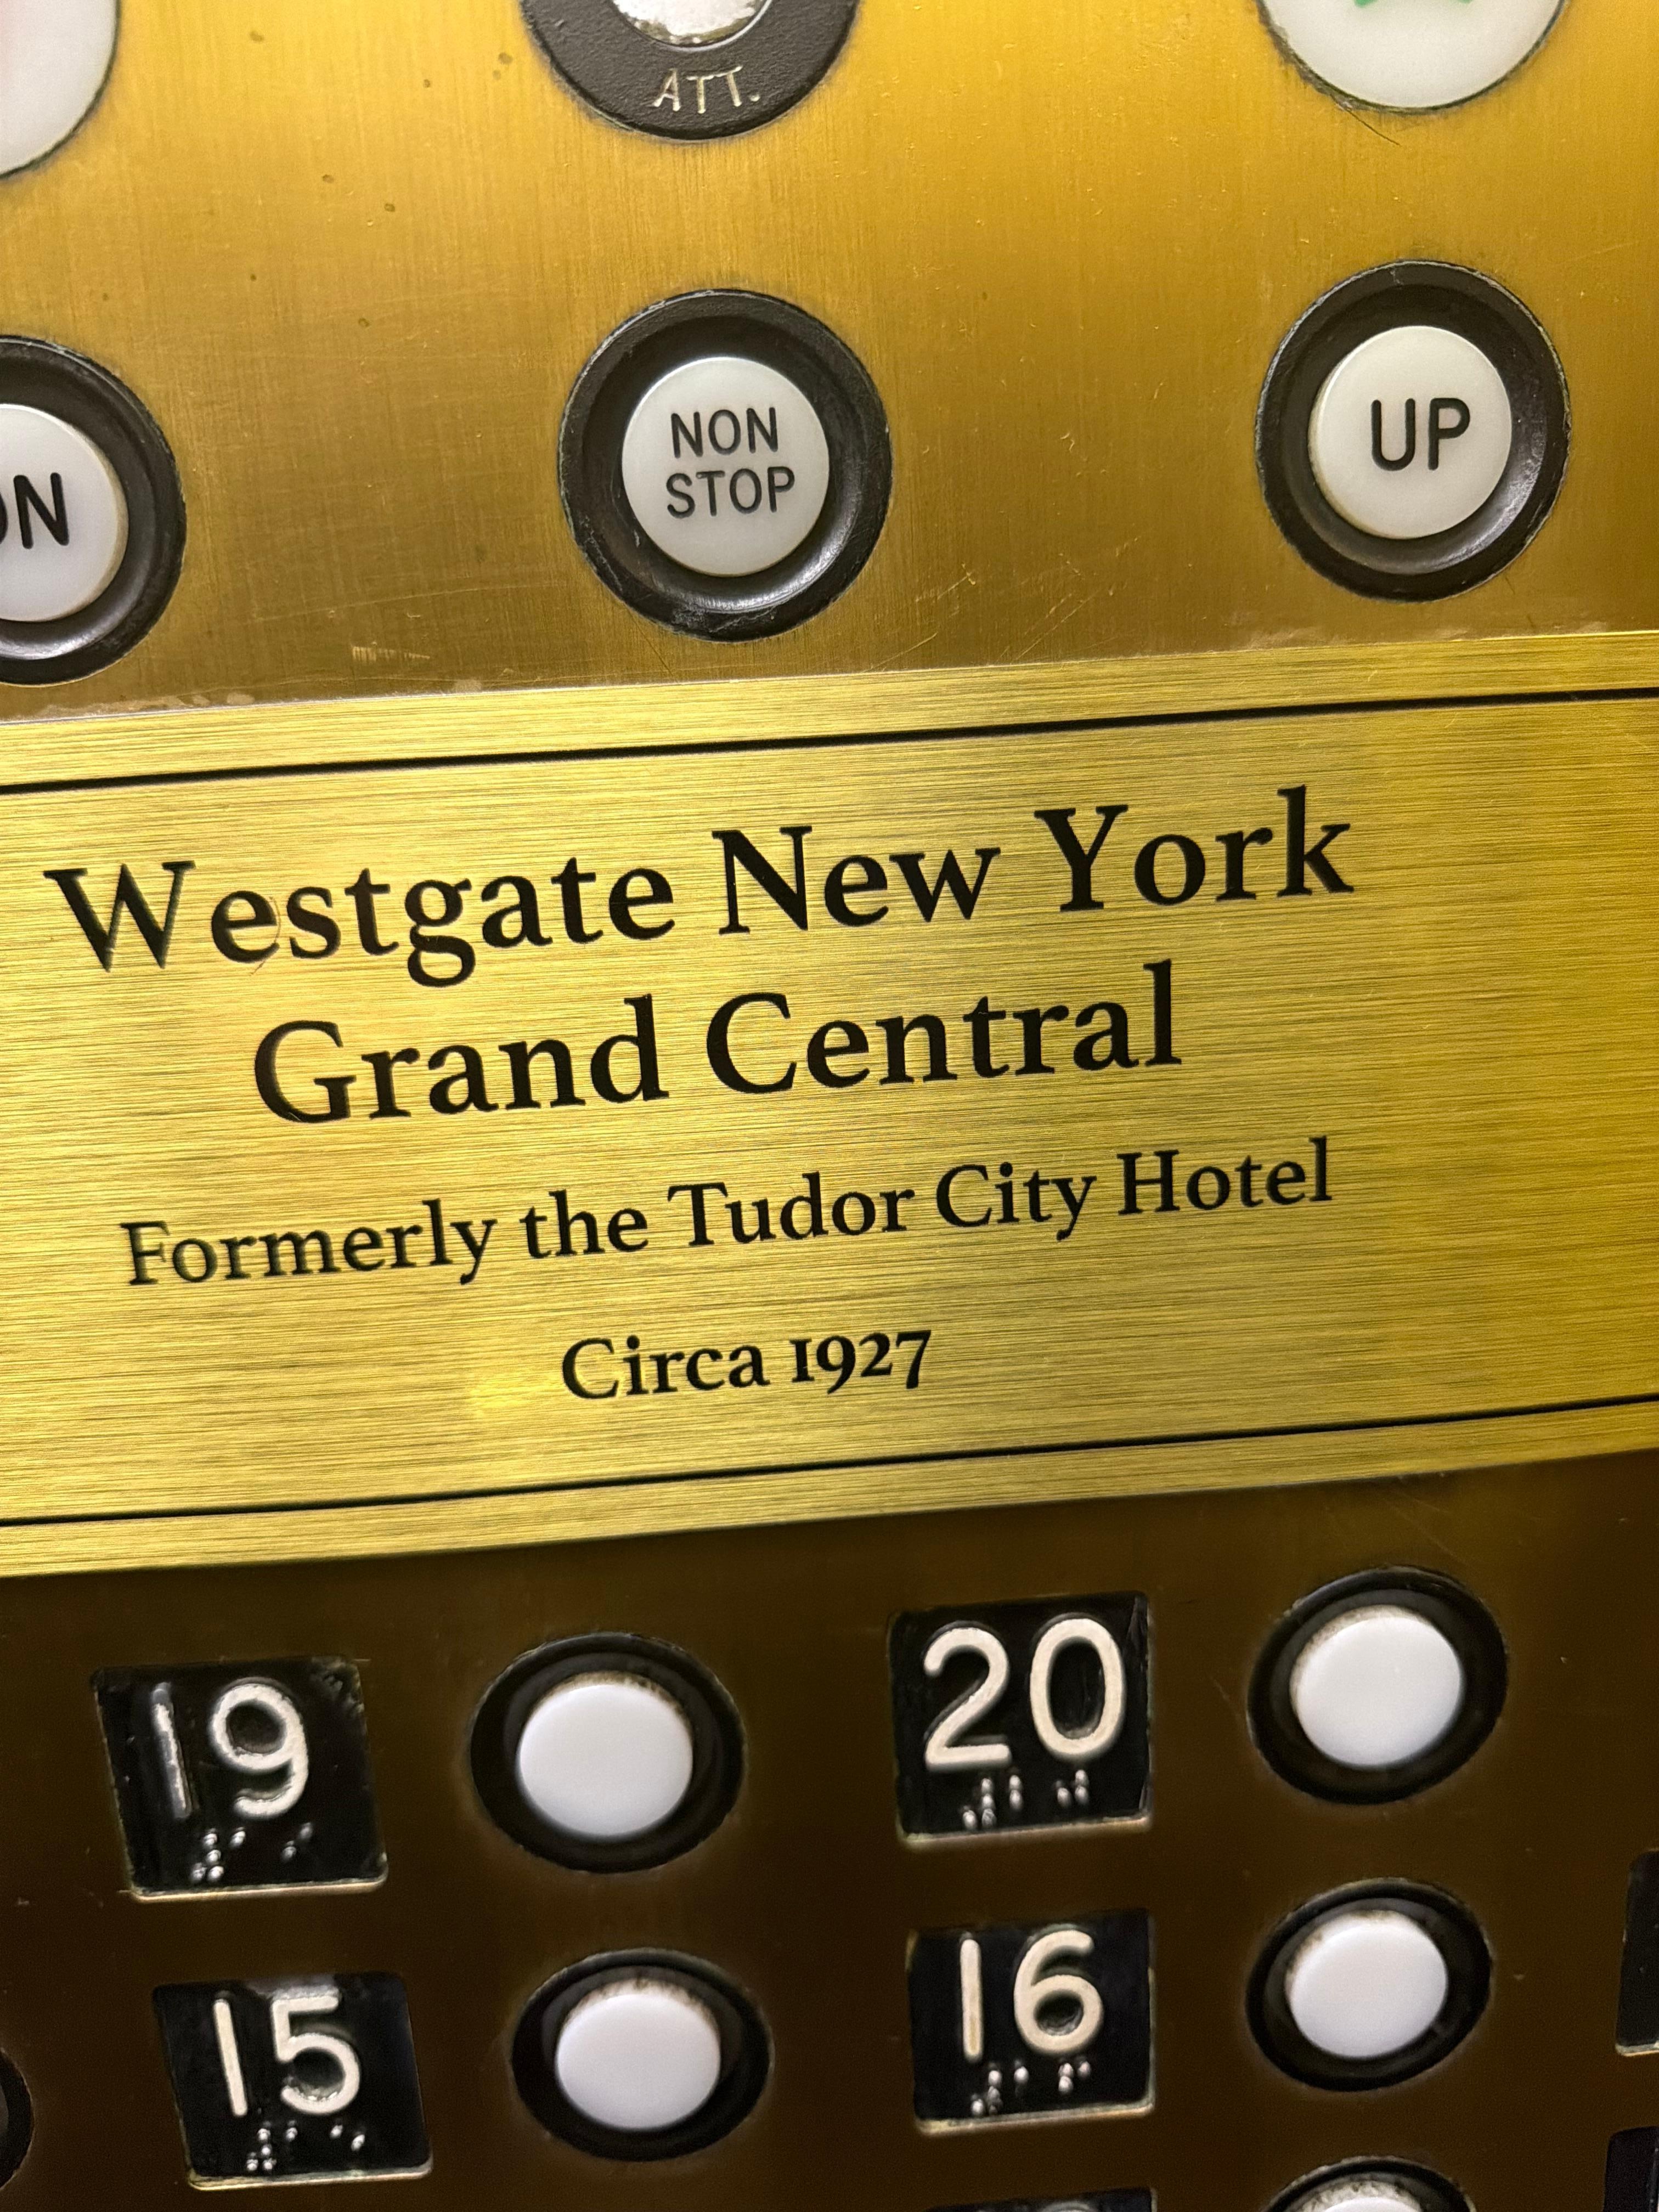 ATT.
NON
STOP
UP
Westgate New York
Grand Central
Formerly the Tudor City Hotel
Circa 1927
19
20
15
16